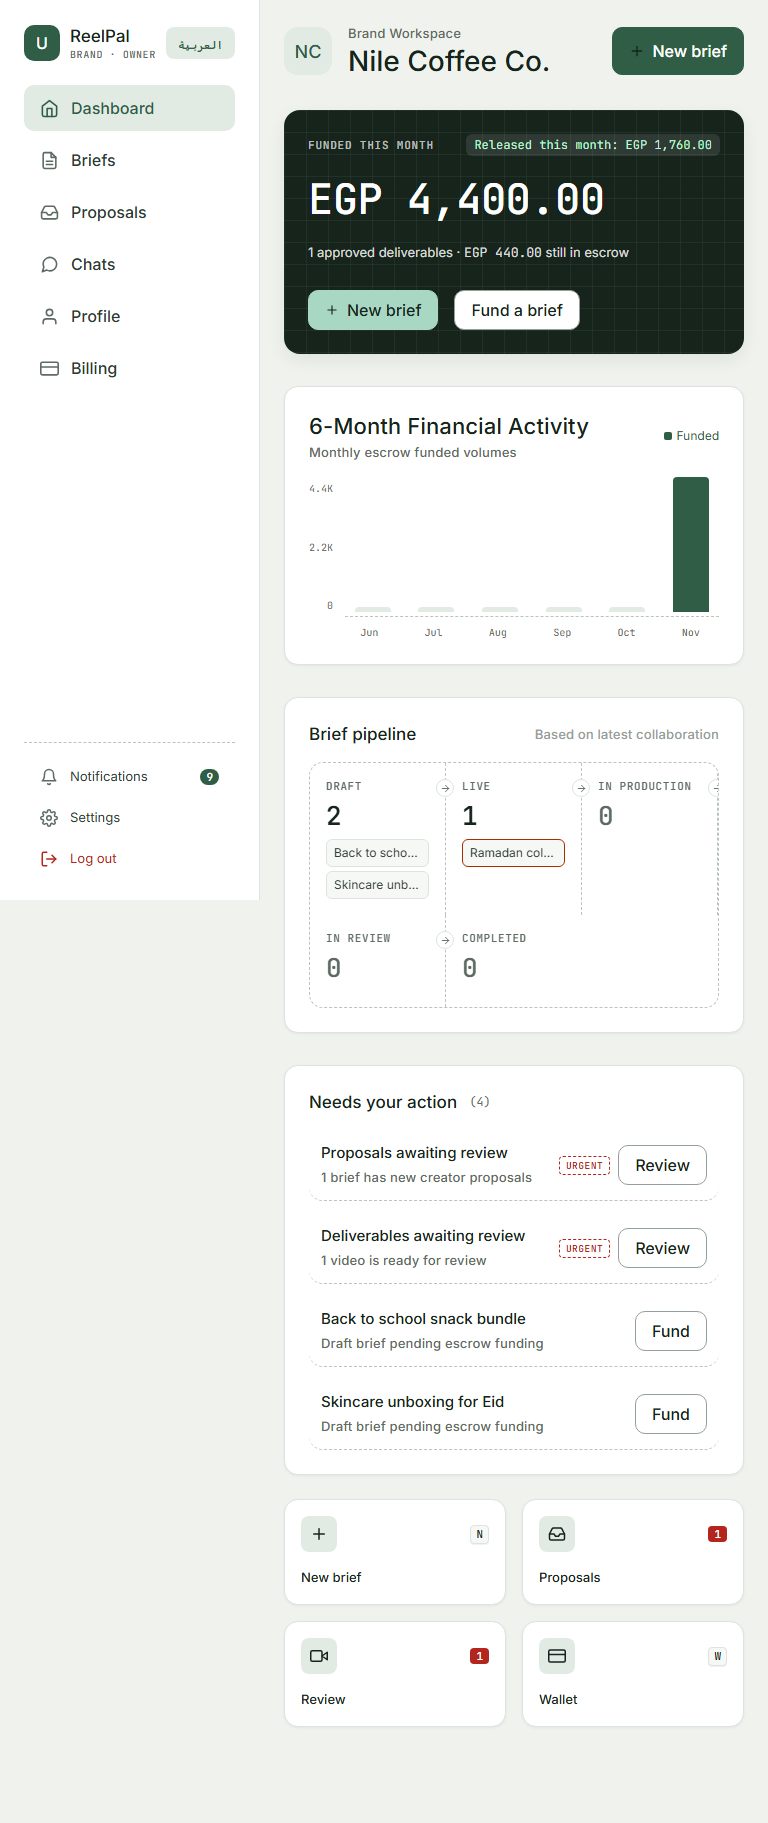 U
ReelPal
BRAND · OWNER
العربية
Dashboard
Briefs
Proposals
Chats
Profile
Billing
Notifications 9
Settings
Log out
NC
Brand Workspace
Nile Coffee Co.
+ New brief
FUNDED THIS MONTH
Released this month: EGP 1,760.00
EGP 4,400.00
1 approved deliverables · EGP 440.00 still in escrow
+ New brief
Fund a brief
6-Month Financial Activity
Monthly escrow funded volumes
Funded
4.4K
2.2K
0
Jun Jul Aug Sep Oct Nov
Brief pipeline
Based on latest collaboration
DRAFT
2
Back to scho...
Skincare unb...
LIVE
1
Ramadan col...
IN PRODUCTION
0
IN REVIEW
0
COMPLETED
0
Needs your action (4)
Proposals awaiting review
1 brief has new creator proposals
URGENT
Review
Deliverables awaiting review
1 video is ready for review
URGENT
Review
Back to school snack bundle
Draft brief pending escrow funding
Fund
Skincare unboxing for Eid
Draft brief pending escrow funding
Fund
N
New brief
1
Proposals
1
Review
W
Wallet